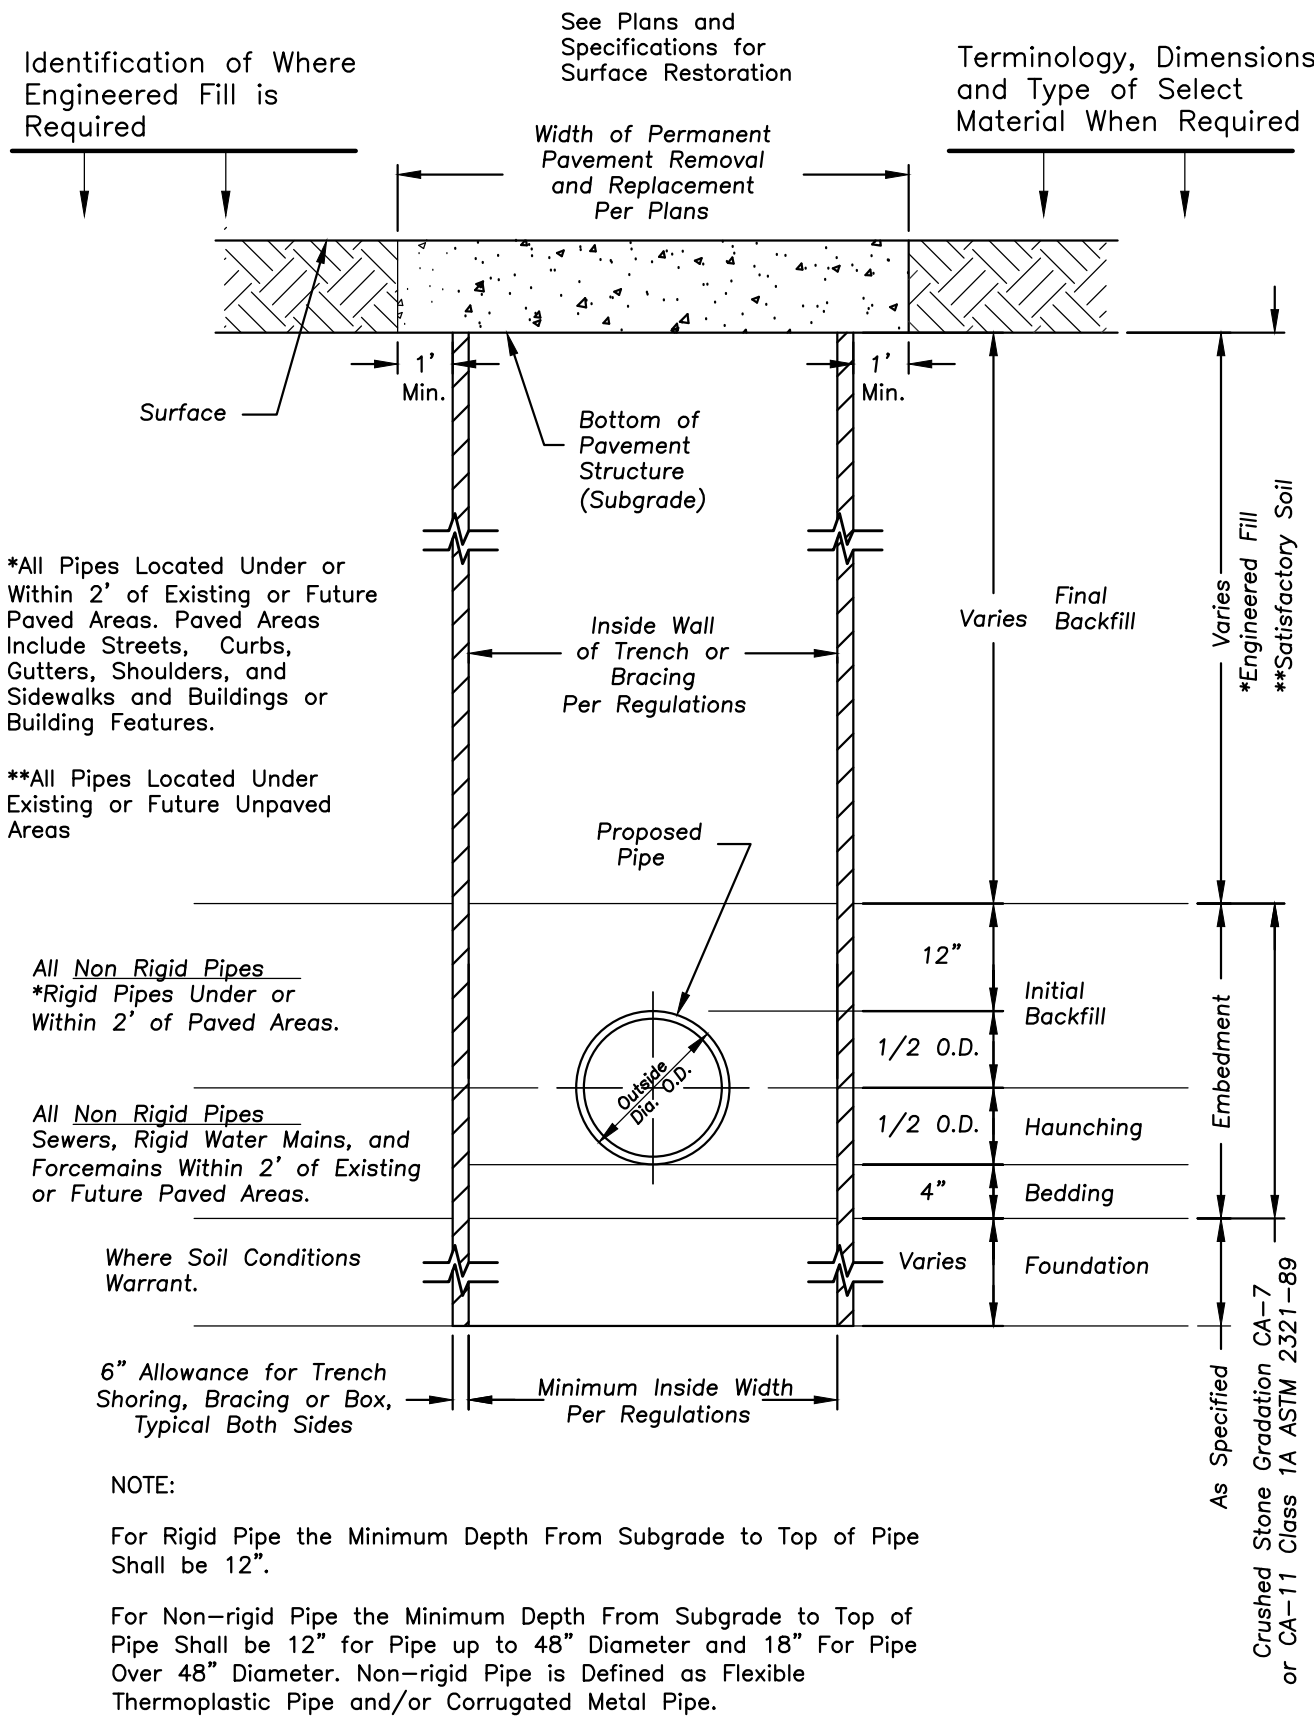 See Plans and
Specifications for
Surface Restoration
Identification of Where
Engineered Fill is
Required
Terminology, Dimensions
and Type of Select
Material When Required
Width of Permanent
Pavement Removal
and Replacement
Per Plans
1'
Min.
1'
Min.
Surface
Bottom of
Pavement
Structure
(Subgrade)
*All Pipes Located Under or
Within 2' of Existing or Future
Paved Areas. Paved Areas
Include Streets, Curbs,
Gutters, Shoulders, and
Sidewalks and Buildings or
Building Features.
**All Pipes Located Under
Existing or Future Unpaved
Areas
Inside Wall
of Trench or
Bracing
Per Regulations
Varies
Final
Backfill
Varies
*Engineered Fill
**Satisfactory Soil
Proposed
Pipe
All Non Rigid Pipes
*Rigid Pipes Under or
Within 2' of Paved Areas.
12"
Initial
Backfill
1/2 O.D.
Outside
Dia. O.D.
Embedment
All Non Rigid Pipes
Sewers, Rigid Water Mains, and
Forcemains Within 2' of Existing
or Future Paved Areas.
1/2 O.D.
Haunching
4"
Bedding
Where Soil Conditions
Warrant.
Varies
Foundation
6" Allowance for Trench
Shoring, Bracing or Box,
Typical Both Sides
Minimum Inside Width
Per Regulations
As Specified
Crushed Stone Gradation CA-7
or CA-11 Class 1A ASTM 2321-89
NOTE:
For Rigid Pipe the Minimum Depth From Subgrade to Top of Pipe
Shall be 12".
For Non-rigid Pipe the Minimum Depth From Subgrade to Top of
Pipe Shall be 12" for Pipe up to 48" Diameter and 18" For Pipe
Over 48" Diameter. Non-rigid Pipe is Defined as Flexible
Thermoplastic Pipe and/or Corrugated Metal Pipe.